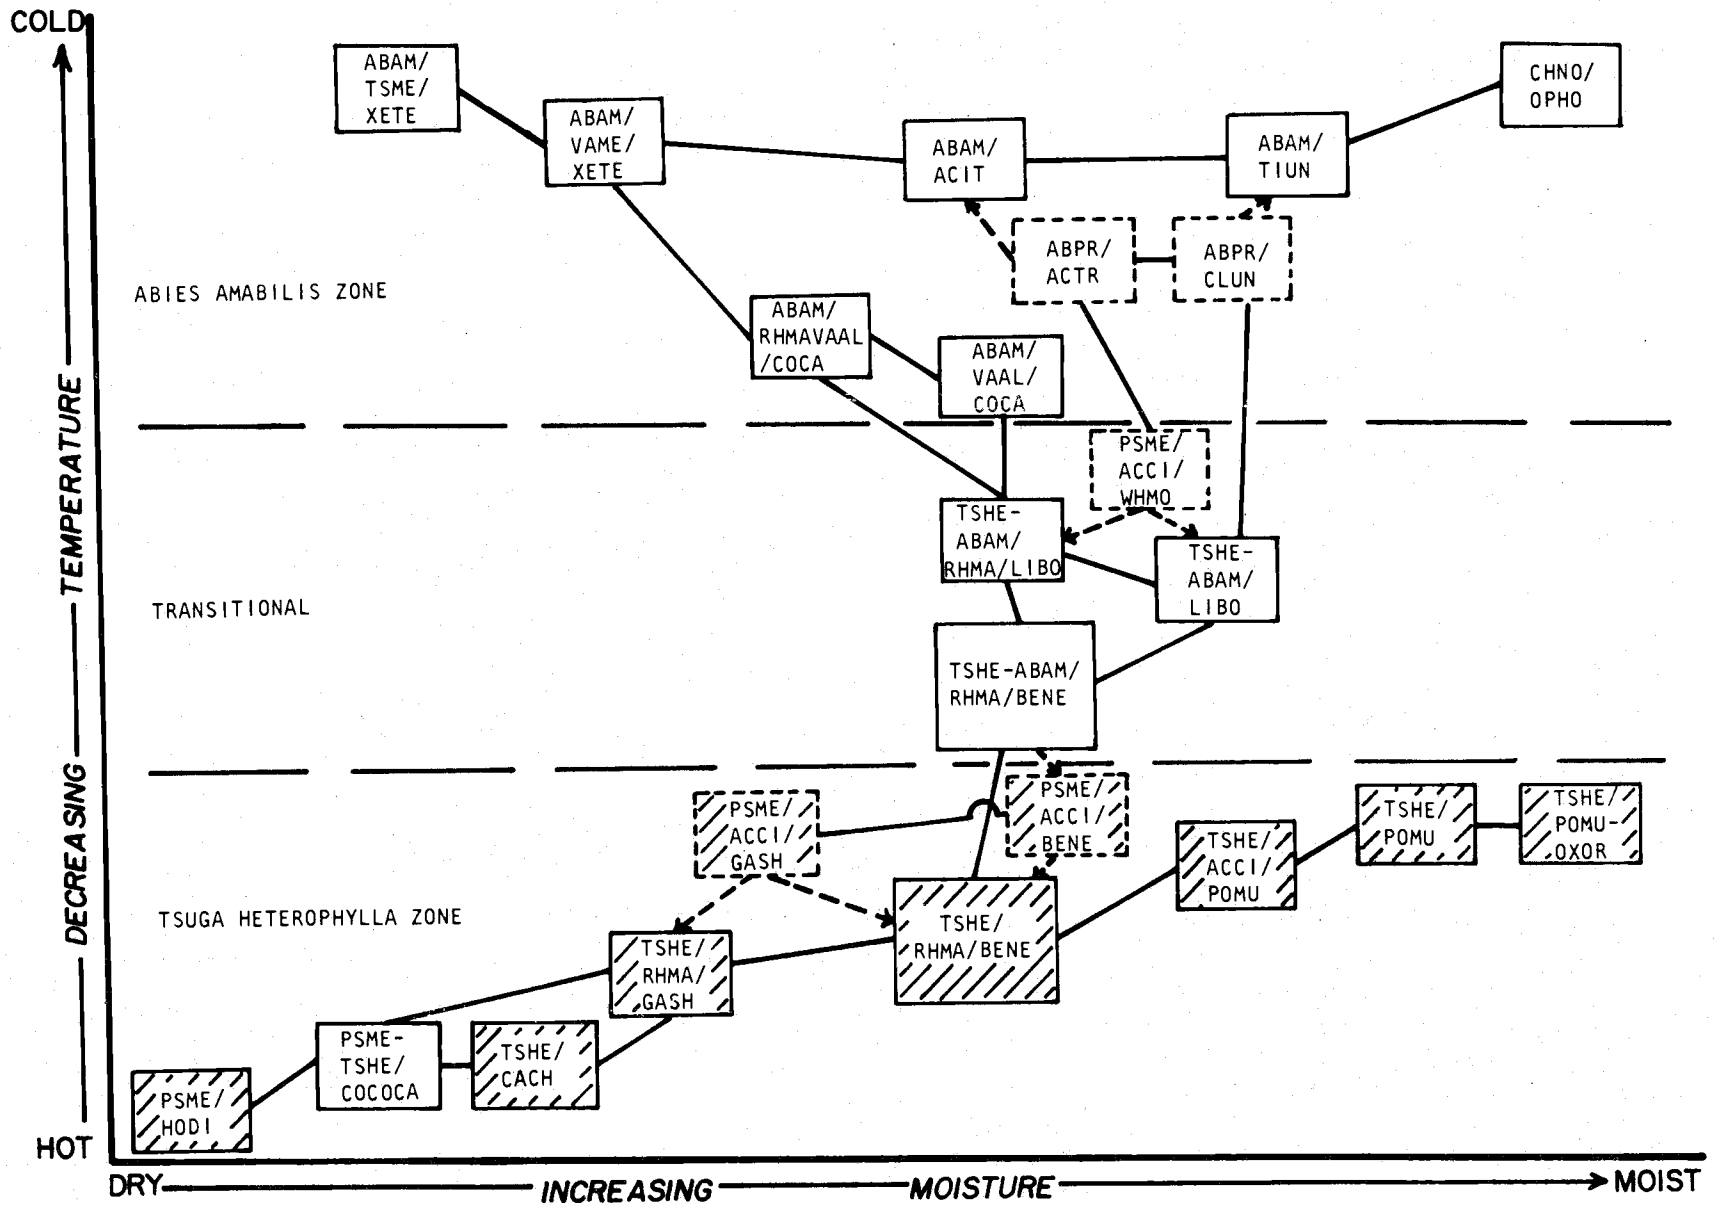 COLD
ABAM/
TSME/
XETE
ABAM/
VAME/
XETE
ABAM/
ACIT
ABAM/
TIUN
CHNO/
OPHO
ABPR/
ACTR
ABPR/
CLUN
ABIES AMABILIS ZONE
ABAM/
RHMAVAAL
/COCA
ABAM/
VAAL/
COCA
PSME/
ACCI/
WHMO
TSHE-
ABAM/
RHMA/LIBO
TSHE-
ABAM/
LIBO
TRANSITIONAL
TSHE-ABAM/
RHMA/BENE
PSME/
ACCI/
GASH
PSME/
ACCI/
BENE
TSHE/
ACCI/
POMU
TSHE/
POMU
TSHE/
POMU-
OXOR
TSUGA HETEROPHYLLA ZONE
TSHE/
RHMA/
GASH
TSHE/
RHMA/BENE
PSME-
TSHE/
COCOCA
TSHE/
CACH
PSME/
HODI
DECREASING TEMPERATURE
HOT
DRY INCREASING MOISTURE MOIST